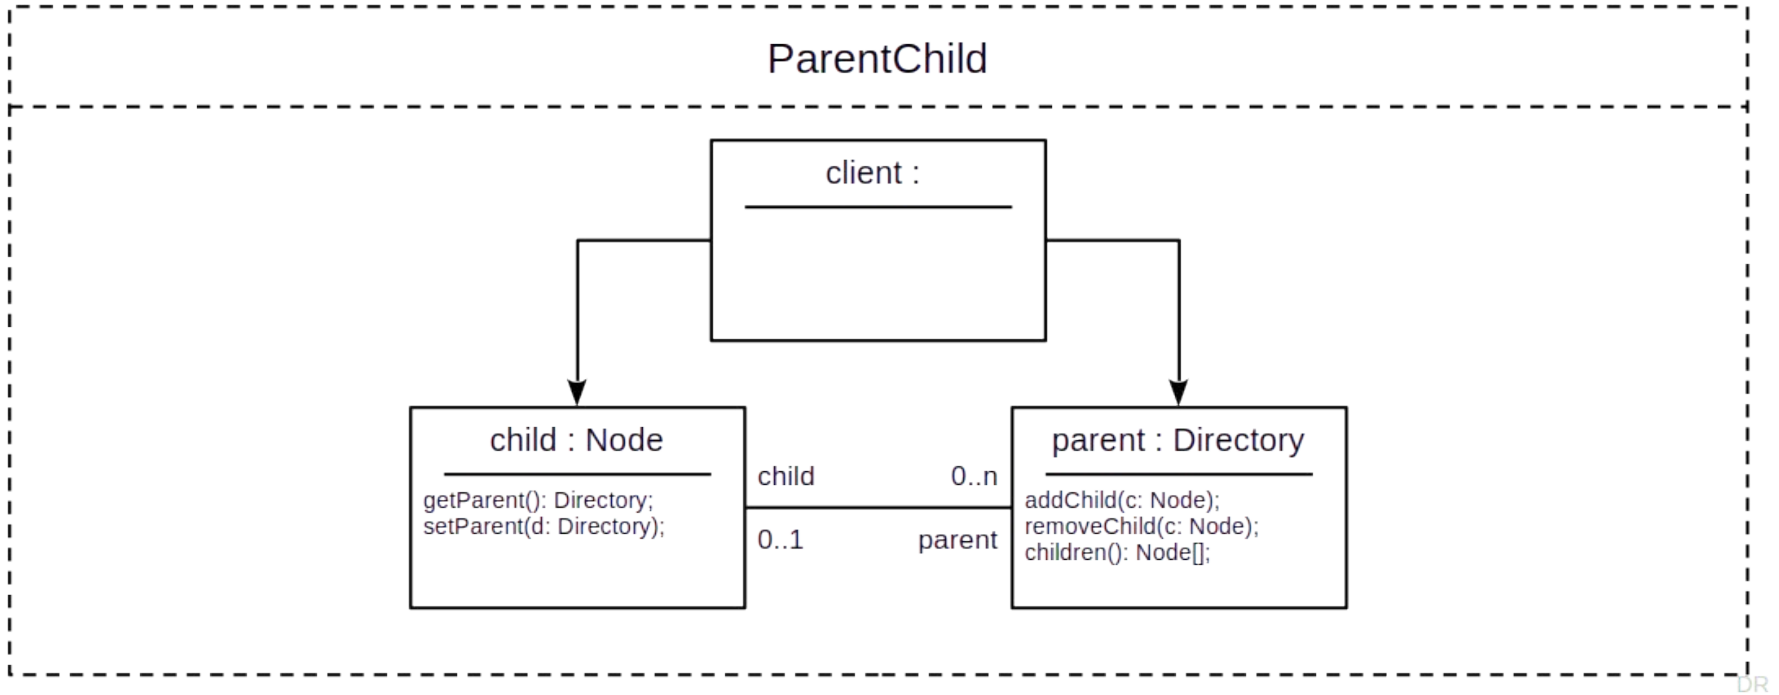 ParentChild
client :
child : Node
getParent(): Directory;
setParent(d: Directory);
child
0..n
0..1
parent
parent : Directory
addChild(c: Node);
removeChild(c: Node);
children(): Node[];
DR